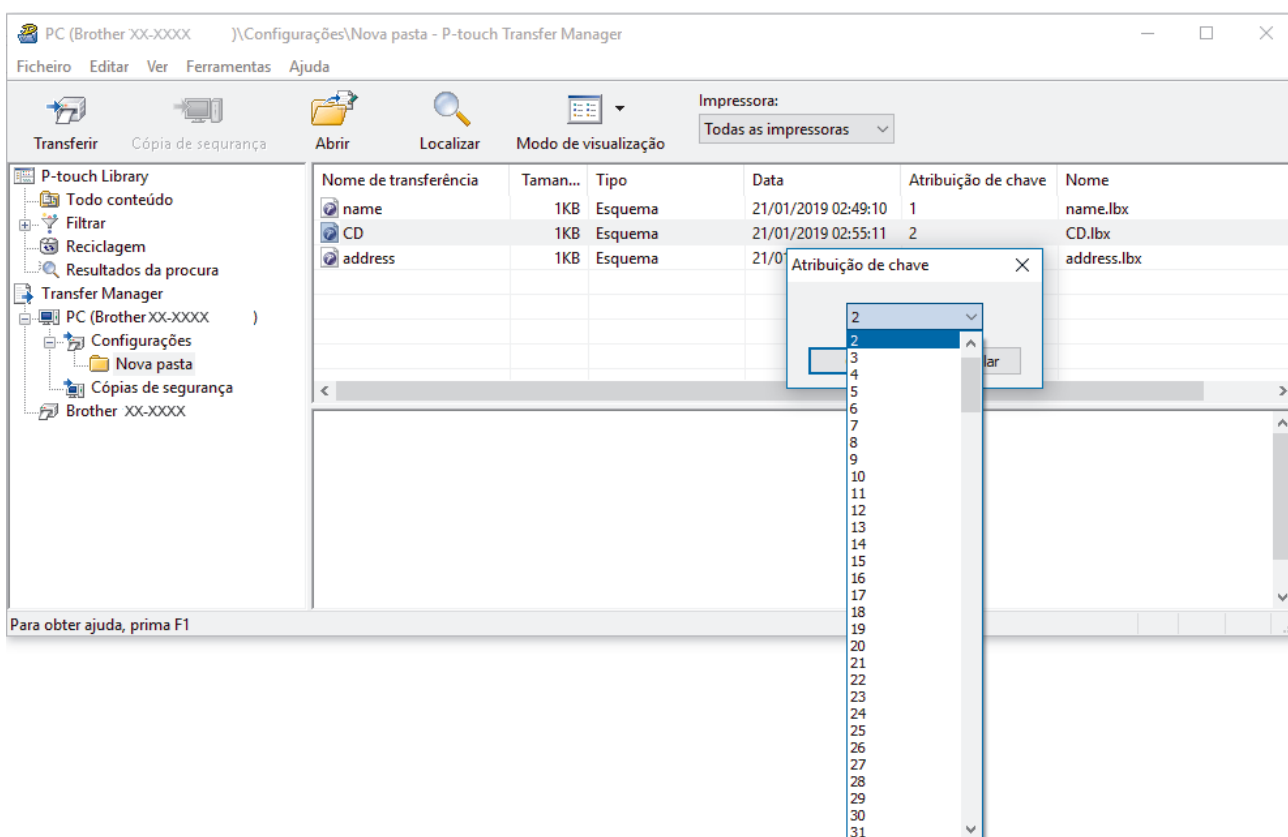 PC (Brother XX-XXXX )\Configurações\Nova pasta - P-touch Transfer Manager
Ficheiro Editar Ver Ferramentas Ajuda
Impressora:
Todas as impressoras
Transferir Cópia de segurança Abrir Localizar Modo de visualização
P-touch Library
Todo conteúdo
Filtrar
Reciclagem
Resultados da procura
Transfer Manager
PC (Brother XX-XXXX )
Configurações
Nova pasta
Cópias de segurança
Brother XX-XXXX
Nome de transferência Taman... Tipo Data Atribuição de chave Nome
name 1KB Esquema 21/01/2019 02:49:10 1 name.lbx
CD 1KB Esquema 21/01/2019 02:55:11 2 CD.lbx
address 1KB Esquema 21/0 address.lbx
Atribuição de chave
2
lar
2
3
4
5
6
7
8
9
10
11
12
13
14
15
16
17
18
19
20
21
22
23
24
25
26
27
28
29
30
31
Para obter ajuda, prima F1